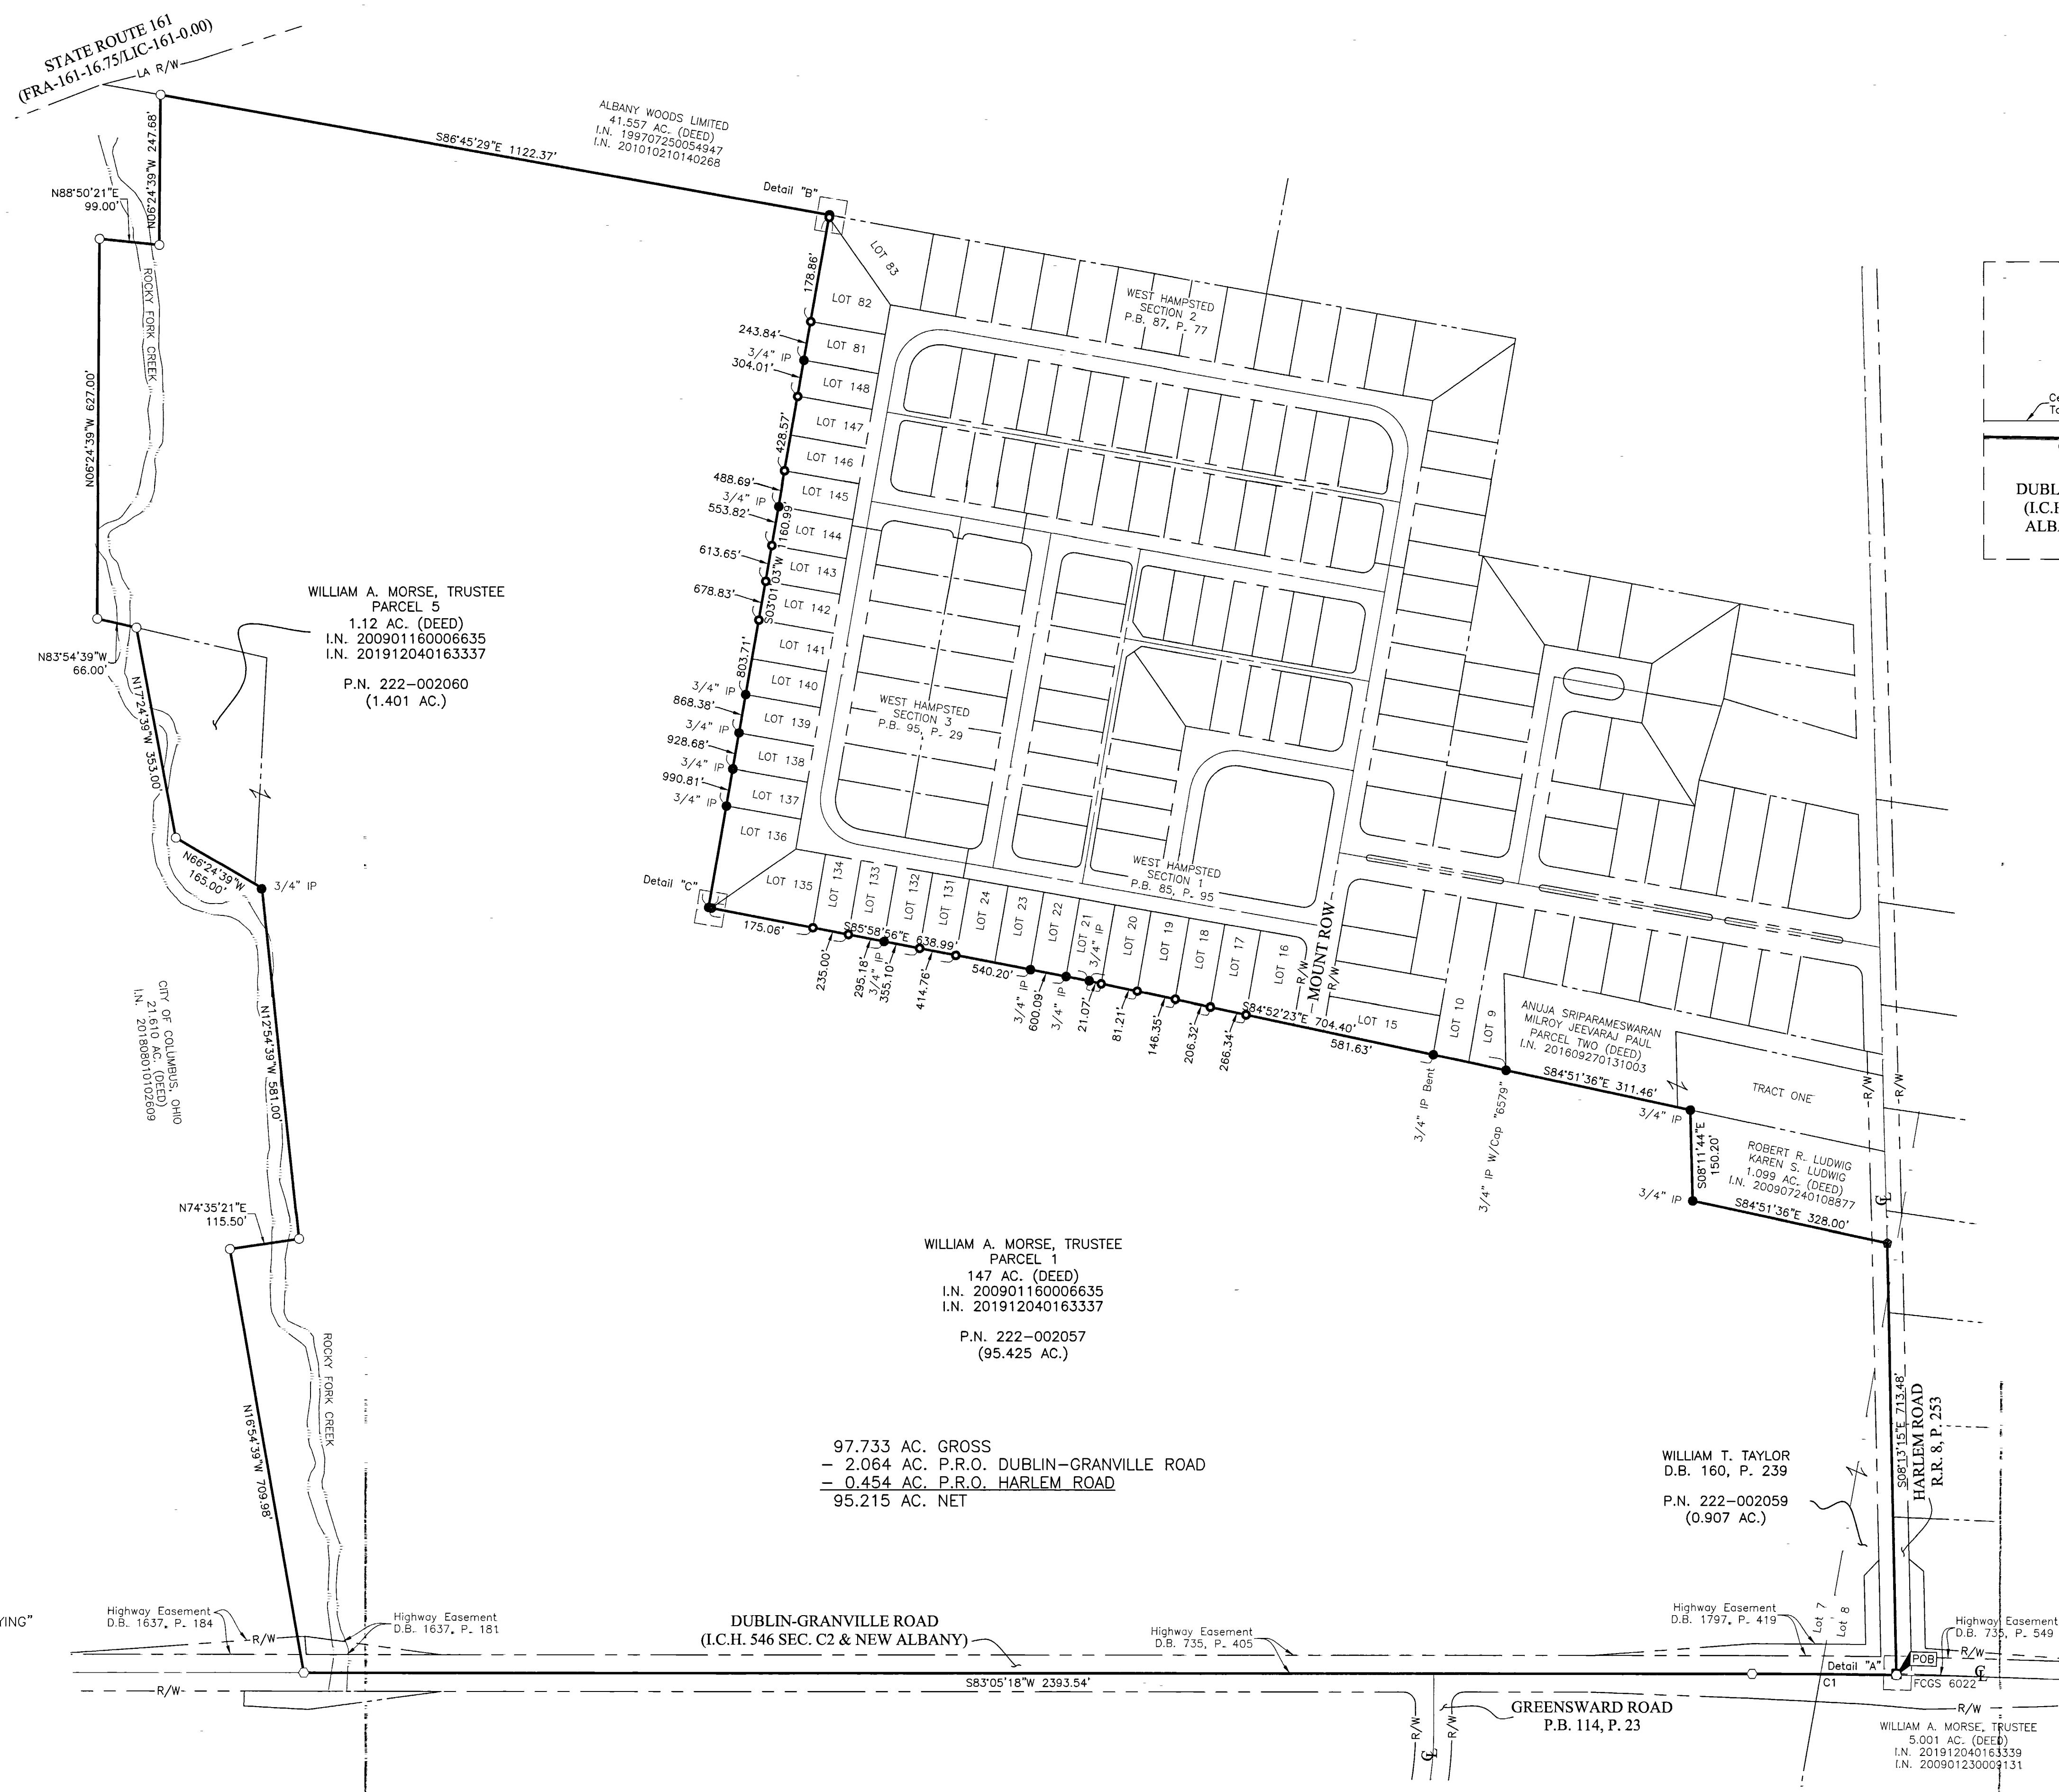 STATE ROUTE 161
(FRA-161-16.75/LIC-161-0.00)
LA R/W
N06°24'39"W 247.68'
N88°50'21"E
99.00'
ROCKY FORK CREEK
N06°24'39"W 627.00'
N83°54'39"W
66.00'
N17°24'39"W 353.00'
N66°24'39"W
165.00'
3/4" IP
N12°54'39"W 581.00'
CITY OF COLUMBUS, OHIO
21.610 AC. (DEED)
I.N. 201808010102609
N74°35'21"E
115.50'
ROCKY FORK CREEK
N16°54'39"W 709.98'
S86°45'29"E 1122.37'
ALBANY WOODS LIMITED
41.557 AC. (DEED)
I.N. 199707250054947
I.N. 201010210140268
Detail "B"
WILLIAM A. MORSE, TRUSTEE
PARCEL 5
1.12 AC. (DEED)
I.N. 200901160006635
I.N. 201912040163337
P.N. 222-002060
(1.401 AC.)
LOT 83
178.86'
LOT 82
243.84'
LOT 81
3/4" IP
304.01'
LOT 148
428.57'
LOT 147
LOT 146
488.69'
LOT 145
3/4" IP
553.82'
LOT 144
S03°01'03"W 1160.99'
613.65'
LOT 143
678.83'
LOT 142
803.71'
LOT 141
LOT 140
3/4" IP
868.38'
LOT 139
3/4" IP
928.68'
LOT 138
3/4" IP
990.81'
LOT 137
3/4" IP
LOT 136
WEST HAMPSTED
SECTION 2
P.B. 87, P. 77
WEST HAMPSTED
SECTION 3
P.B. 95, P. 29
WEST HAMPSTED
SECTION 1
P.B. 85, P. 95
Detail "C"
LOT 135
LOT 134
LOT 133
LOT 132
LOT 131
LOT 24
LOT 23
LOT 22
LOT 21
3/4" IP
LOT 20
LOT 19
LOT 18
LOT 17
LOT 16
R/W
MOUNT ROW
R/W
LOT 15
LOT 10
LOT 9
175.06'
S85°58'56"E 638.99'
235.00'
295.18'
3/4" IP
355.10'
414.76'
540.20'
3/4" IP
600.09'
3/4" IP
21.07'
81.21'
146.35'
206.32'
266.34'
S84°52'23"E 704.40'
581.63'
3/4" IP Bent
3/4" IP W/Cap "6579"
ANUJA SRIPARAMESWARAN
MILROY JEEVARAJ PAUL
PARCEL TWO (DEED)
I.N. 201609270131003
S84°51'36"E 311.46'
3/4" IP
TRACT ONE
R/W
R/W
S08°11'44"E
150.20'
3/4" IP
ROBERT R. LUDWIG
KAREN S. LUDWIG
1.099 AC. (DEED)
I.N. 200907240108877
S84°51'36"E 328.00'
CL
WILLIAM A. MORSE, TRUSTEE
PARCEL 1
147 AC. (DEED)
I.N. 200901160006635
I.N. 201912040163337
P.N. 222-002057
(95.425 AC.)
97.733 AC. GROSS
- 2.064 AC. P.R.O. DUBLIN-GRANVILLE ROAD
- 0.454 AC. P.R.O. HARLEM ROAD
95.215 AC. NET
WILLIAM T. TAYLOR
D.B. 160, P. 239
P.N. 222-002059
(0.907 AC.)
S08°13'15"E 713.48'
HARLEM ROAD
R.R. 8, P. 253
YING"
Highway Easement
D.B. 1637, P. 184
R/W
Highway Easement
D.B. 1637, P. 181
DUBLIN-GRANVILLE ROAD
(I.C.H. 546 SEC. C2 & NEW ALBANY)
Highway Easement
D.B. 735, P. 405
Highway Easement
D.B. 1797, P. 419
Lot 7
Lot 8
Highway Easement
D.B. 735, P. 549
R/W
POB
Detail "A"
CL
FCGS 6022
C1
R/W
S83°05'18"W 2393.54'
R/W
R/W
R/W
CL
GREENSWARD ROAD
P.B. 114, P. 23
WILLIAM A. MORSE, TRUSTEE
5.001 AC. (DEED)
I.N. 201912040163339
I.N. 200901230009131
Ce
To
DUBL
(I.C.H
ALB